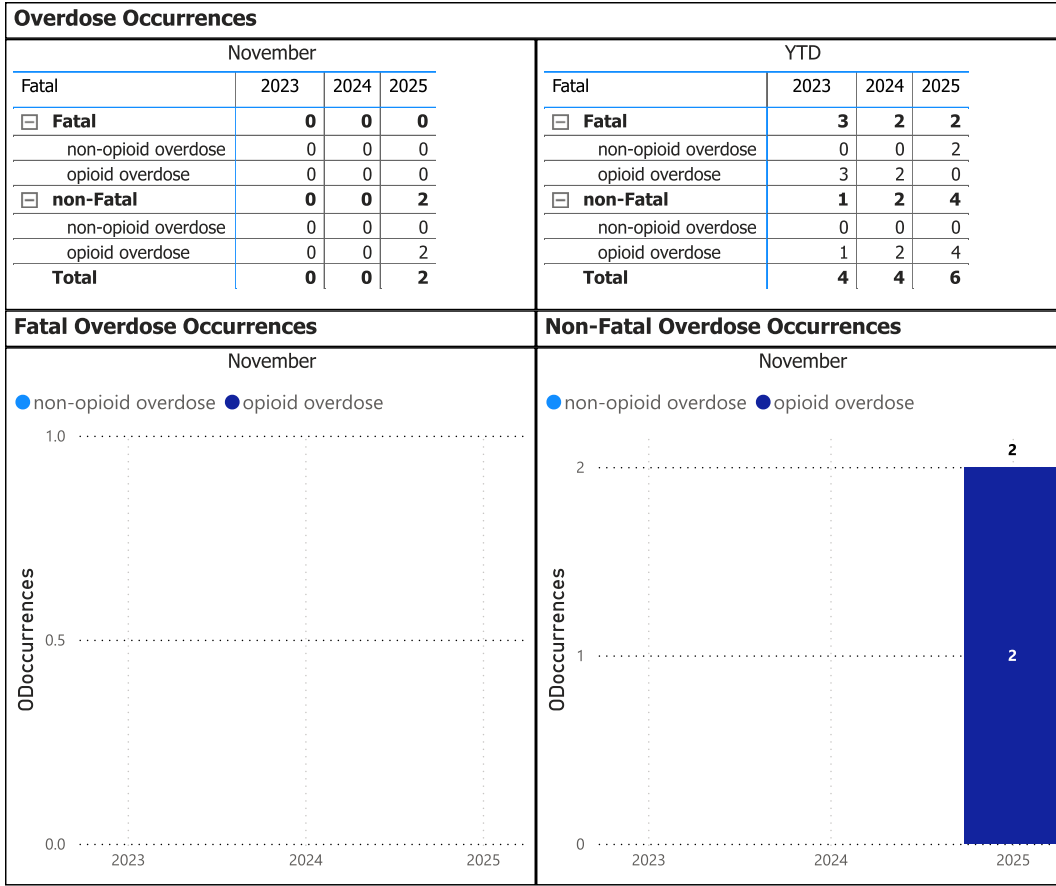 Overdose Occurrences
November
Fatal 2023 2024 2025
Fatal 0 0 0
non-opioid overdose 0 0 0
opioid overdose 0 0 0
non-Fatal 0 0 2
non-opioid overdose 0 0 0
opioid overdose 0 0 2
Total 0 0 2
YTD
Fatal 2023 2024 2025
Fatal 3 2 2
non-opioid overdose 0 0 2
opioid overdose 3 2 0
non-Fatal 1 2 4
non-opioid overdose 0 0 0
opioid overdose 1 2 4
Total 4 4 6
Fatal Overdose Occurrences
November
non-opioid overdose opioid overdose
1.0
0.5
0.0
ODoccurrences
2023 2024 2025
Non-Fatal Overdose Occurrences
November
non-opioid overdose opioid overdose
2
2
1
2
0
ODoccurrences
2023 2024 2025